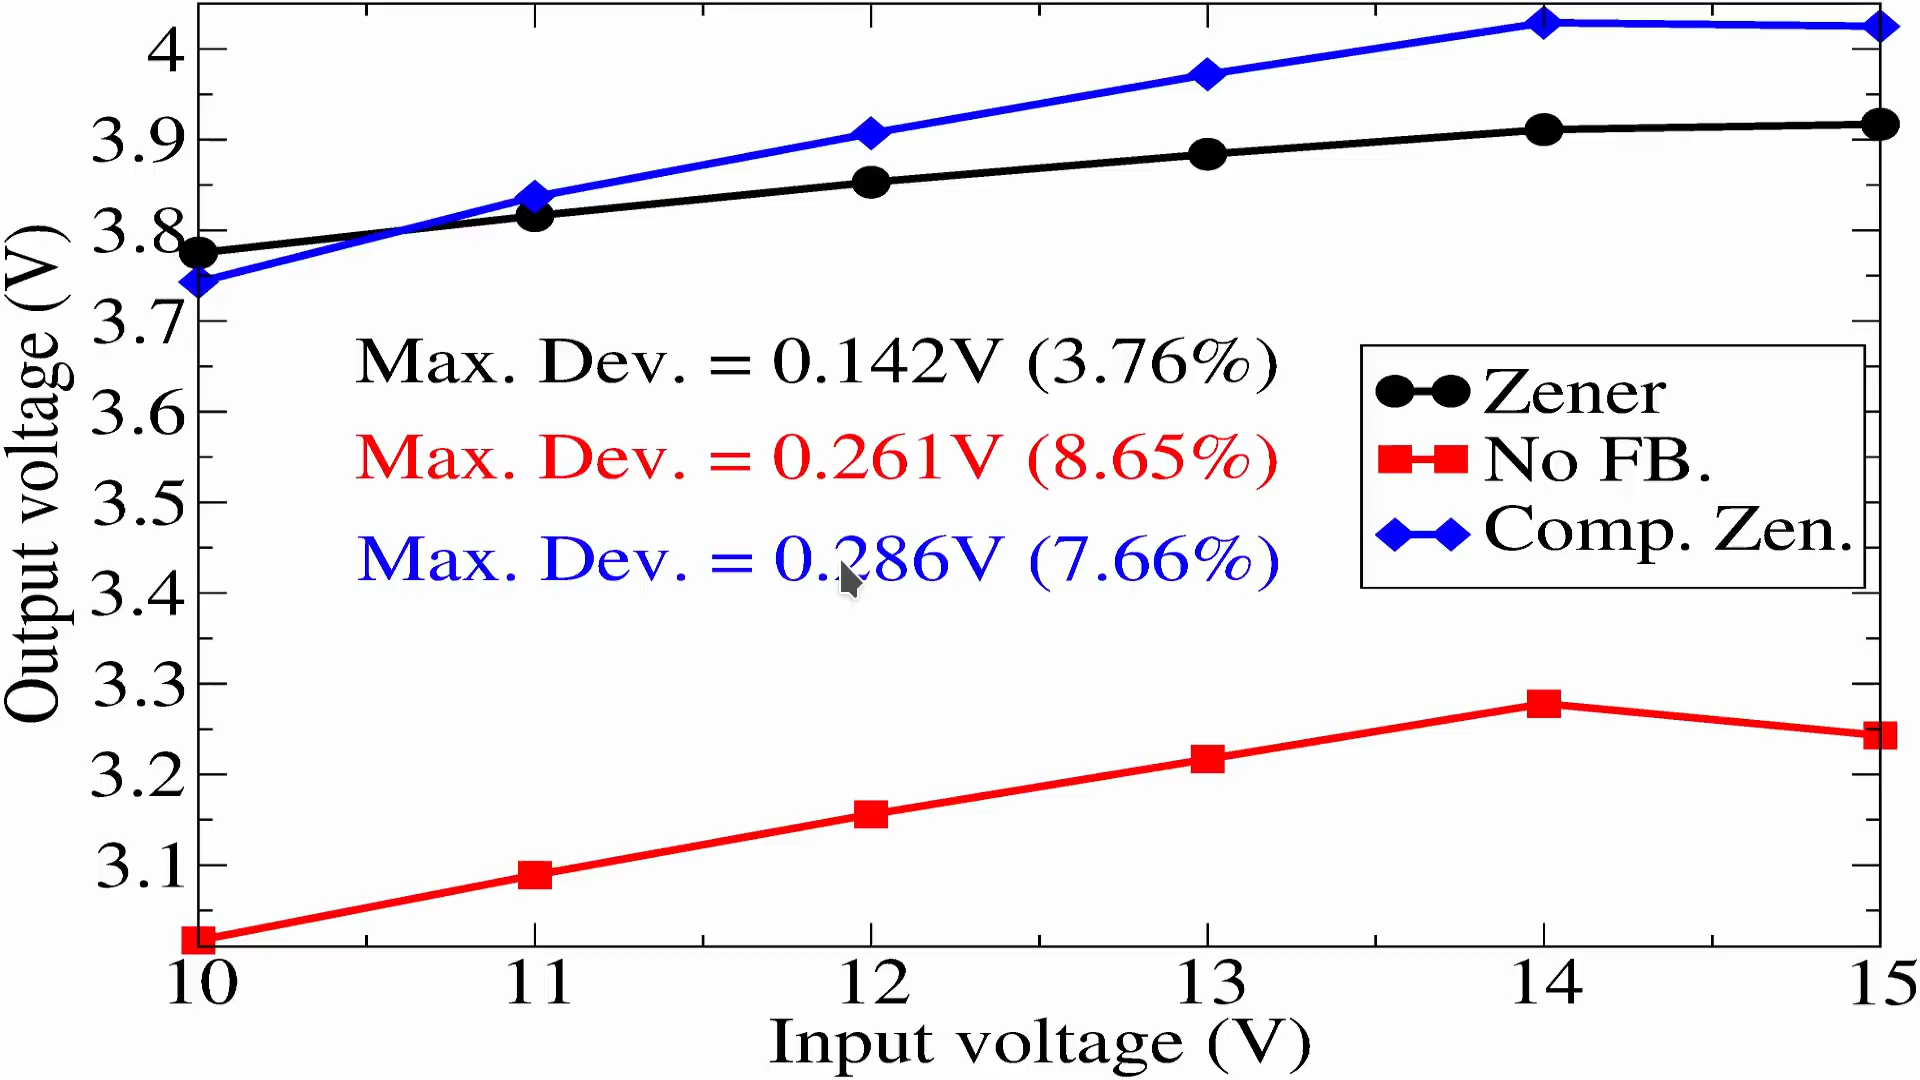 4
3.9
3.8
3.7
3.6
3.5
3.4
3.3
3.2
3.1
Output voltage (V)
Max. Dev. = 0.142V (3.76%)
Max. Dev. = 0.261V (8.65%)
Max. Dev. = 0.286V (7.66%)
Zener
No FB.
Comp. Zen.
10 11 12 13 14 15
Input voltage (V)